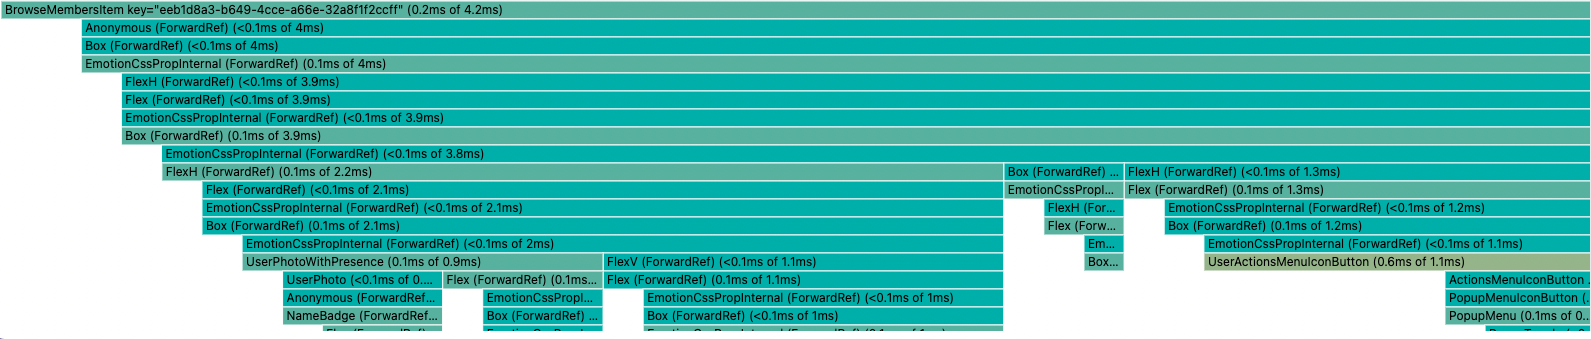 BrowseMembersItem key="eeb1d8a3-b649-4cce-a66e-32a8f1f2ccff" (0.2ms of 4.2ms)
Anonymous (ForwardRef) (<0.1ms of 4ms)
Box (ForwardRef) (<0.1ms of 4ms)
EmotionCssPropInternal (ForwardRef) (0.1ms of 4ms)
FlexH (ForwardRef) (<0.1ms of 3.9ms)
Flex (ForwardRef) (<0.1ms of 3.9ms)
EmotionCssPropInternal (ForwardRef) (<0.1ms of 3.9ms)
Box (ForwardRef) (0.1ms of 3.9ms)
EmotionCssPropInternal (ForwardRef) (<0.1ms of 3.8ms)
FlexH (ForwardRef) (0.1ms of 2.2ms) Box (ForwardRef) ... FlexH (ForwardRef) (<0.1ms of 1.3ms)
Flex (ForwardRef) (<0.1ms of 2.1ms) EmotionCssPropI... Flex (ForwardRef) (0.1ms of 1.3ms)
EmotionCssPropInternal (ForwardRef) (<0.1ms of 2.1ms) FlexH (For... EmotionCssPropInternal (ForwardRef) (<0.1ms of 1.2ms)
Box (ForwardRef) (0.1ms of 2.1ms) Flex (Forw... Box (ForwardRef) (0.1ms of 1.2ms)
EmotionCssPropInternal (ForwardRef) (<0.1ms of 2ms) Em... EmotionCssPropInternal (ForwardRef) (<0.1ms of 1.1ms)
UserPhotoWithPresence (0.1ms of 0.9ms) FlexV (ForwardRef) (<0.1ms of 1.1ms) Box... UserActionsMenuIconButton (0.6ms of 1.1ms)
UserPhoto (<0.1ms of 0.... Flex (ForwardRef) (0.1ms... Flex (ForwardRef) (0.1ms of 1.1ms) ActionsMenuIconButton
Anonymous (ForwardRef... EmotionCssPropI... EmotionCssPropInternal (ForwardRef) (<0.1ms of 1ms) PopupMenuIconButton (.
NameBadge (ForwardRef... Box (ForwardRef) ... Box (ForwardRef) (<0.1ms of 1ms) PopupMenu (0.1ms of 0..